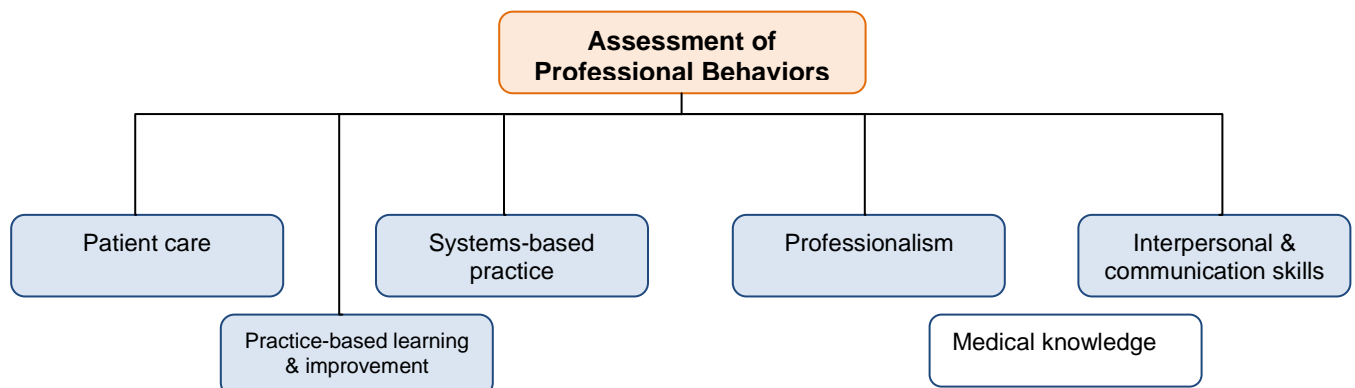 Assessment of
Professional Behaviors
Patient care
Systems-based
practice
Professionalism
Interpersonal &
communication skills
Practice-based learning
& improvement
Medical knowledge